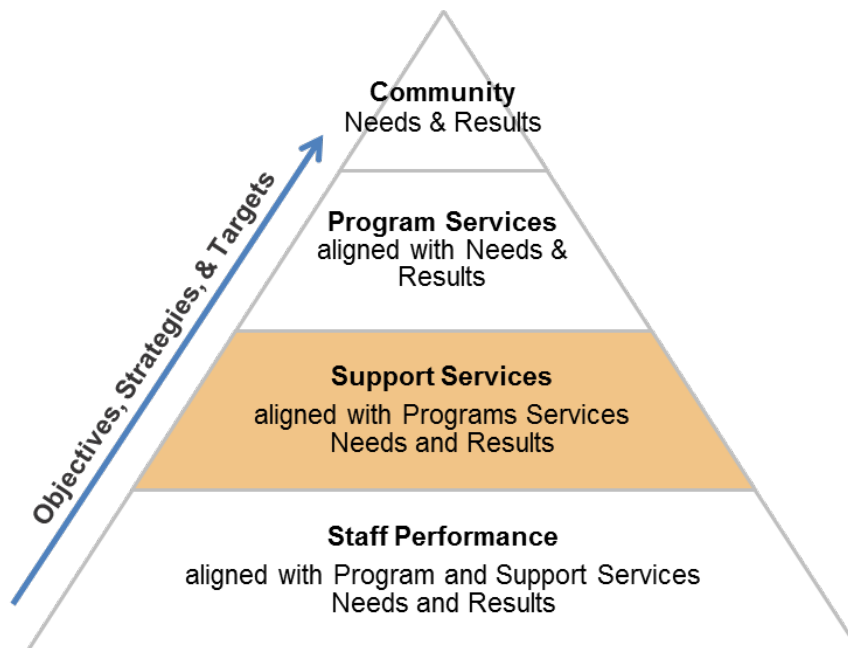 Community
Needs & Results
Objectives, Strategies, & Targets
Program Services
aligned with Needs &
Results
Support Services
aligned with Programs Services
Needs and Results
Staff Performance
aligned with Program and Support Services
Needs and Results